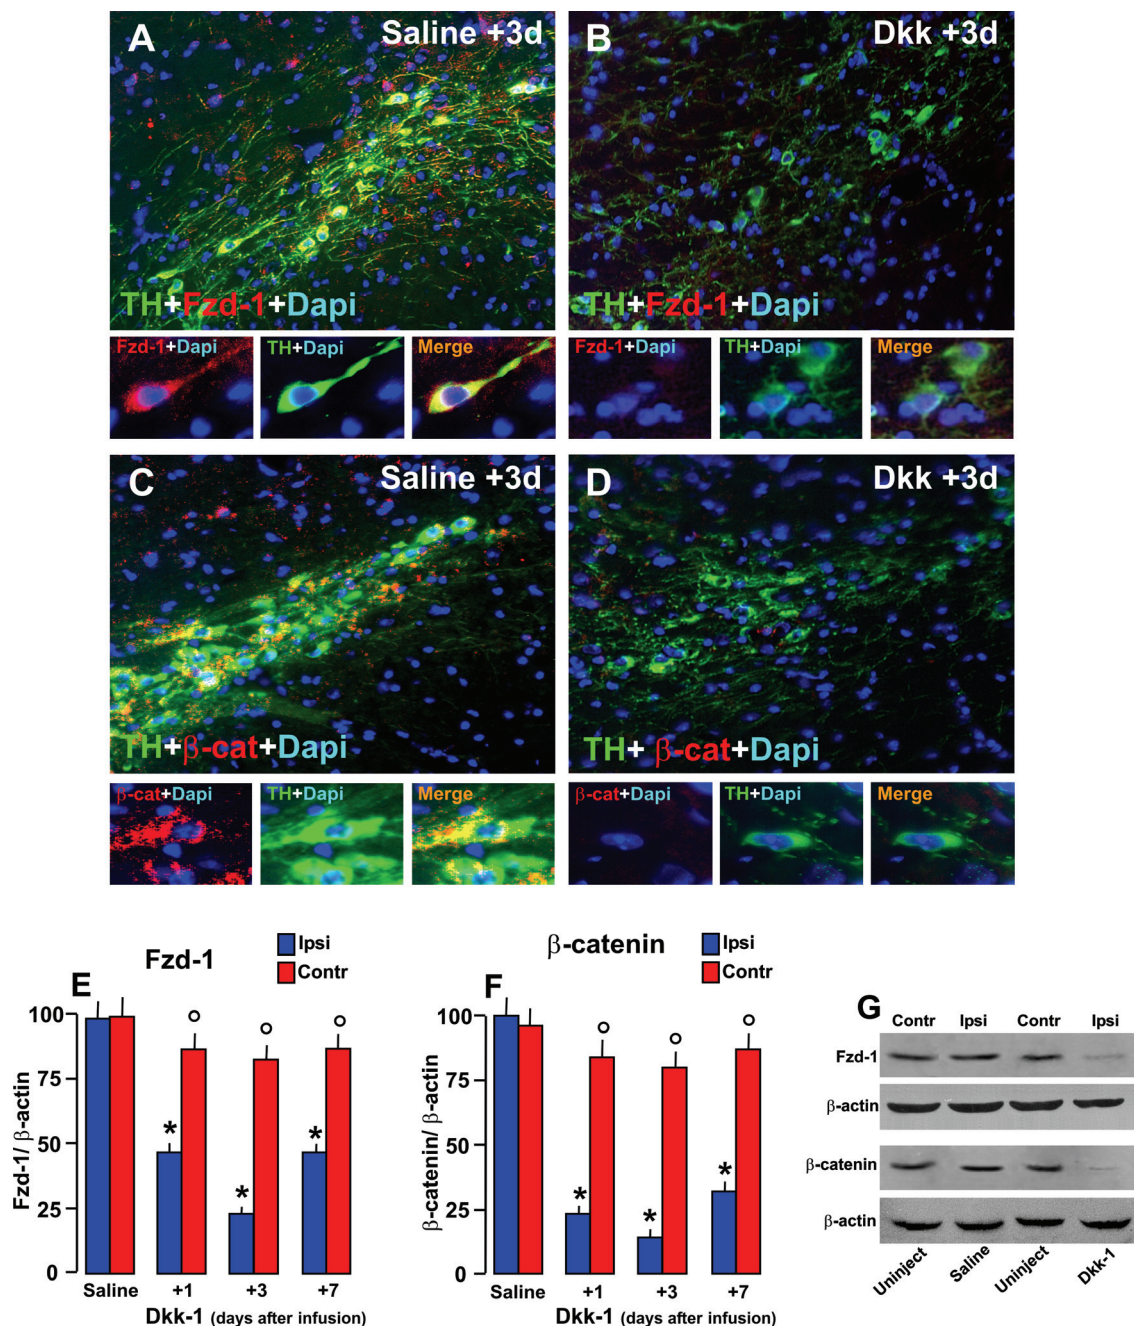 A Saline +3d
TH+Fzd-1+Dapi
Fzd-1+Dapi TH+Dapi Merge
B Dkk +3d
TH+Fzd-1+Dapi
Fzd-1+Dapi TH+Dapi Merge
C Saline +3d
TH+β-cat+Dapi
β-cat+Dapi TH+Dapi Merge
D Dkk +3d
TH+ β-cat+Dapi
β-cat+Dapi TH+Dapi Merge
E Fzd-1
Ipsi
Contr
Fzd-1/ β-actin
100
75
50
25
0
* * *
Saline +1 +3 +7
Dkk-1 (days after infusion)
F β-catenin
Ipsi
Contr
β-catenin/ β-actin
100
75
50
25
0
* * *
Saline +1 +3 +7
Dkk-1 (days after infusion)
G
Contr Ipsi Contr Ipsi
Fzd-1
β-actin
β-catenin
β-actin
Uninject Saline Uninject Dkk-1